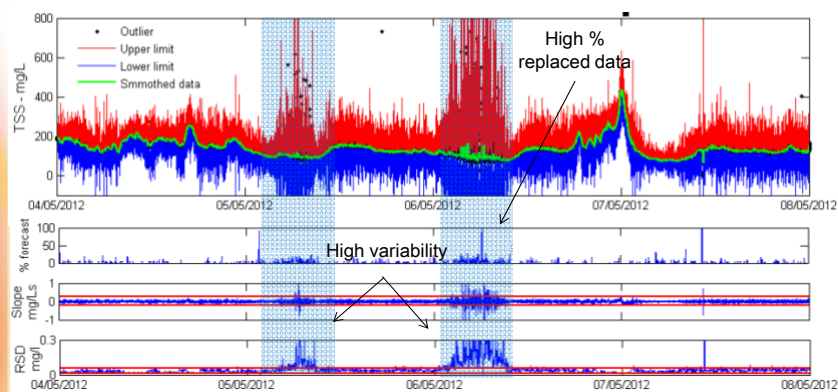 800
600
400
200
0
TSS - mg/L
Outlier
Upper limit
Lower limit
Smmothed data
High %
replaced data
04/05/2012 05/05/2012 06/05/2012 07/05/2012 08/05/2012
100
50
0
% forecast
High variability
1
0
-1
Slope
mg/Ls
0.3
0
RSD
mg/l
04/05/2012 05/05/2012 06/05/2012 07/05/2012 08/05/2012